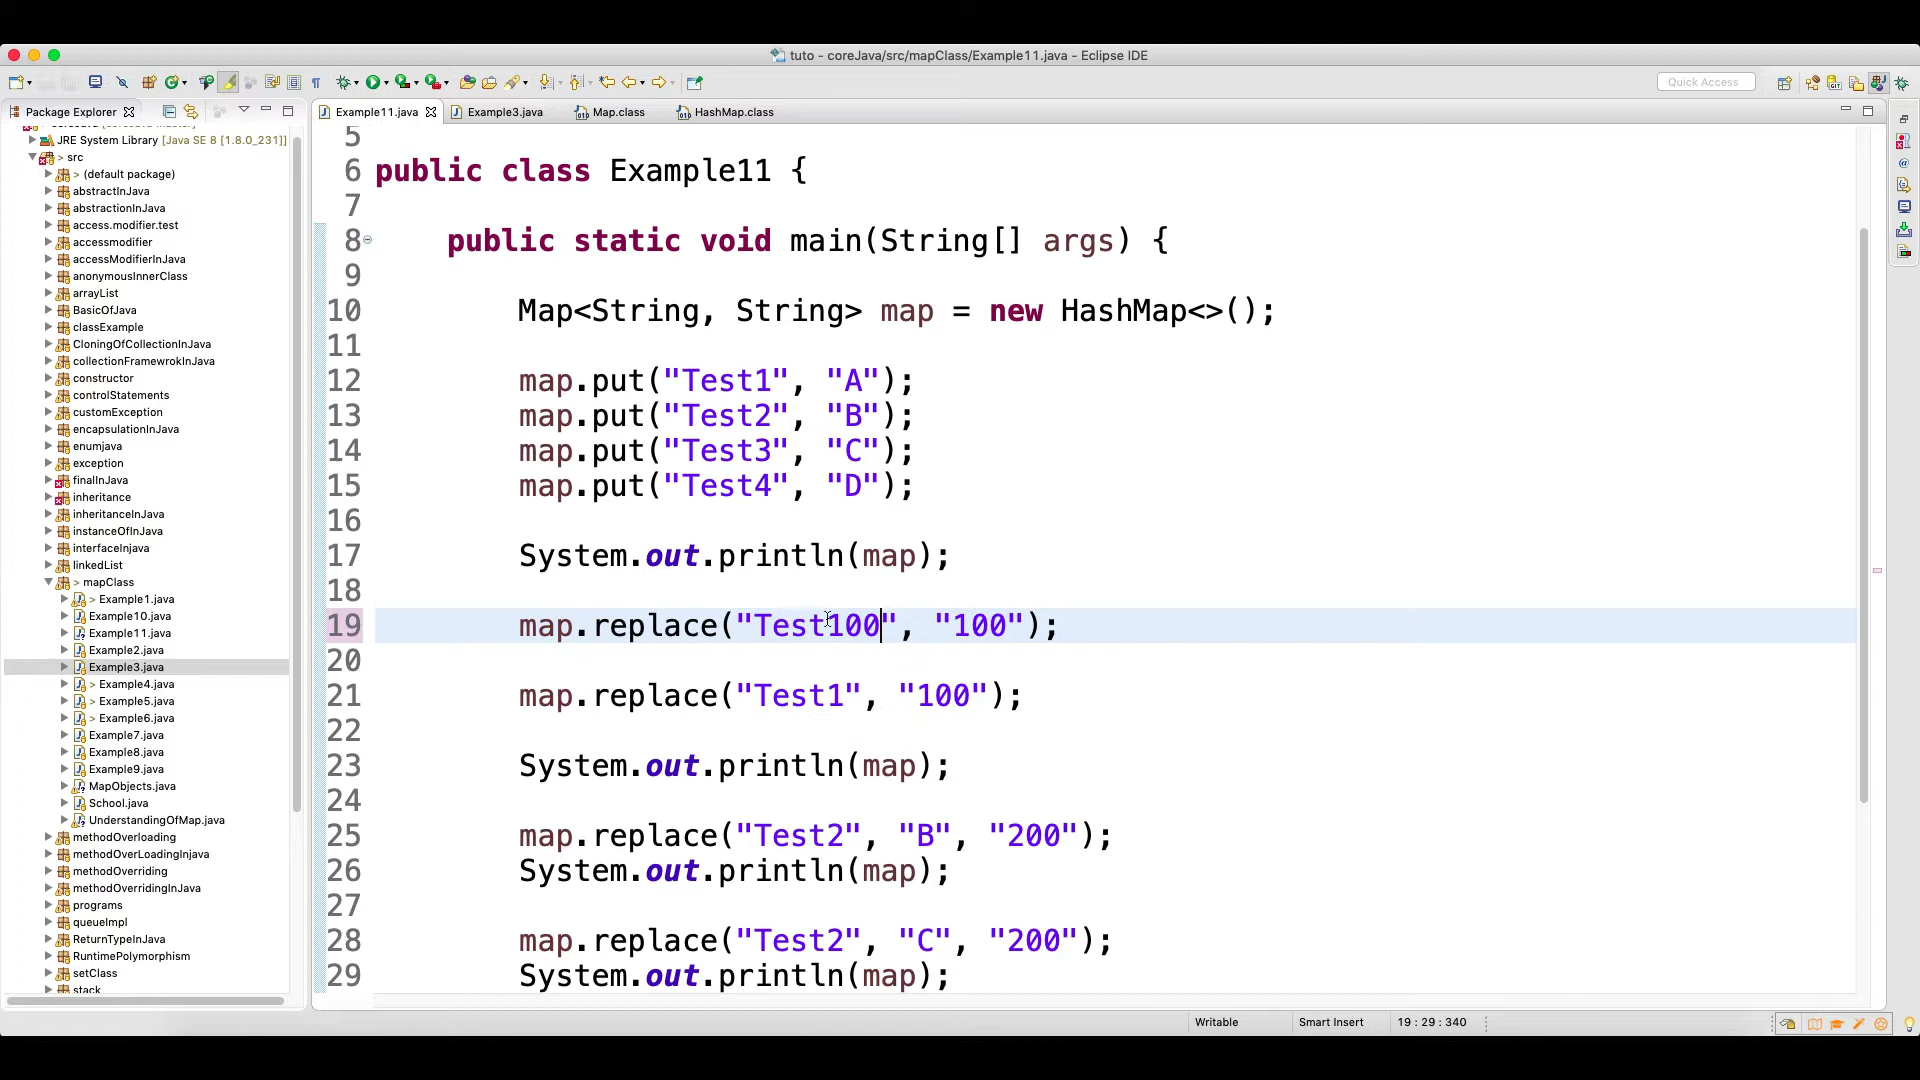 tuto - coreJava/src/mapClass/Example11.java - Eclipse IDE
Quick Access
Package Explorer
Example11.java
Example3.java
Map.class
HashMap.class
JRE System Library [Java SE 8 [1.8.0_231]]
> src
> (default package)
abstractInJava
abstractionInJava
access.modifier.test
accessmodifier
accessModifierInJava
anonymousInnerClass
arrayList
BasicOfJava
classExample
CloningOfCollectionInJava
collectionFramewrokInJava
constructor
controlStatements
customException
encapsulationInJava
enumjava
exception
finalInJava
inheritance
inheritanceInJava
instanceOfInJava
interfaceInjava
linkedList
> mapClass
> Example1.java
Example10.java
Example11.java
Example2.java
Example3.java
> Example4.java
> Example5.java
> Example6.java
Example7.java
Example8.java
Example9.java
MapObjects.java
School.java
UnderstandingOfMap.java
methodOverloading
methodOverLoadingInjava
methodOverriding
methodOverridingInJava
programs
queueImpl
ReturnTypeInJava
RuntimePolymorphism
setClass
stack
5
6 public class Example11 {
7
8 public static void main(String[] args) {
9
10 Map<String, String> map = new HashMap<>();
11
12 map.put("Test1", "A");
13 map.put("Test2", "B");
14 map.put("Test3", "C");
15 map.put("Test4", "D");
16
17 System.out.println(map);
18
19 map.replace("Test100", "100");
20
21 map.replace("Test1", "100");
22
23 System.out.println(map);
24
25 map.replace("Test2", "B", "200");
26 System.out.println(map);
27
28 map.replace("Test2", "C", "200");
29 System.out.println(map);
Writable
Smart Insert
19 : 29 : 340